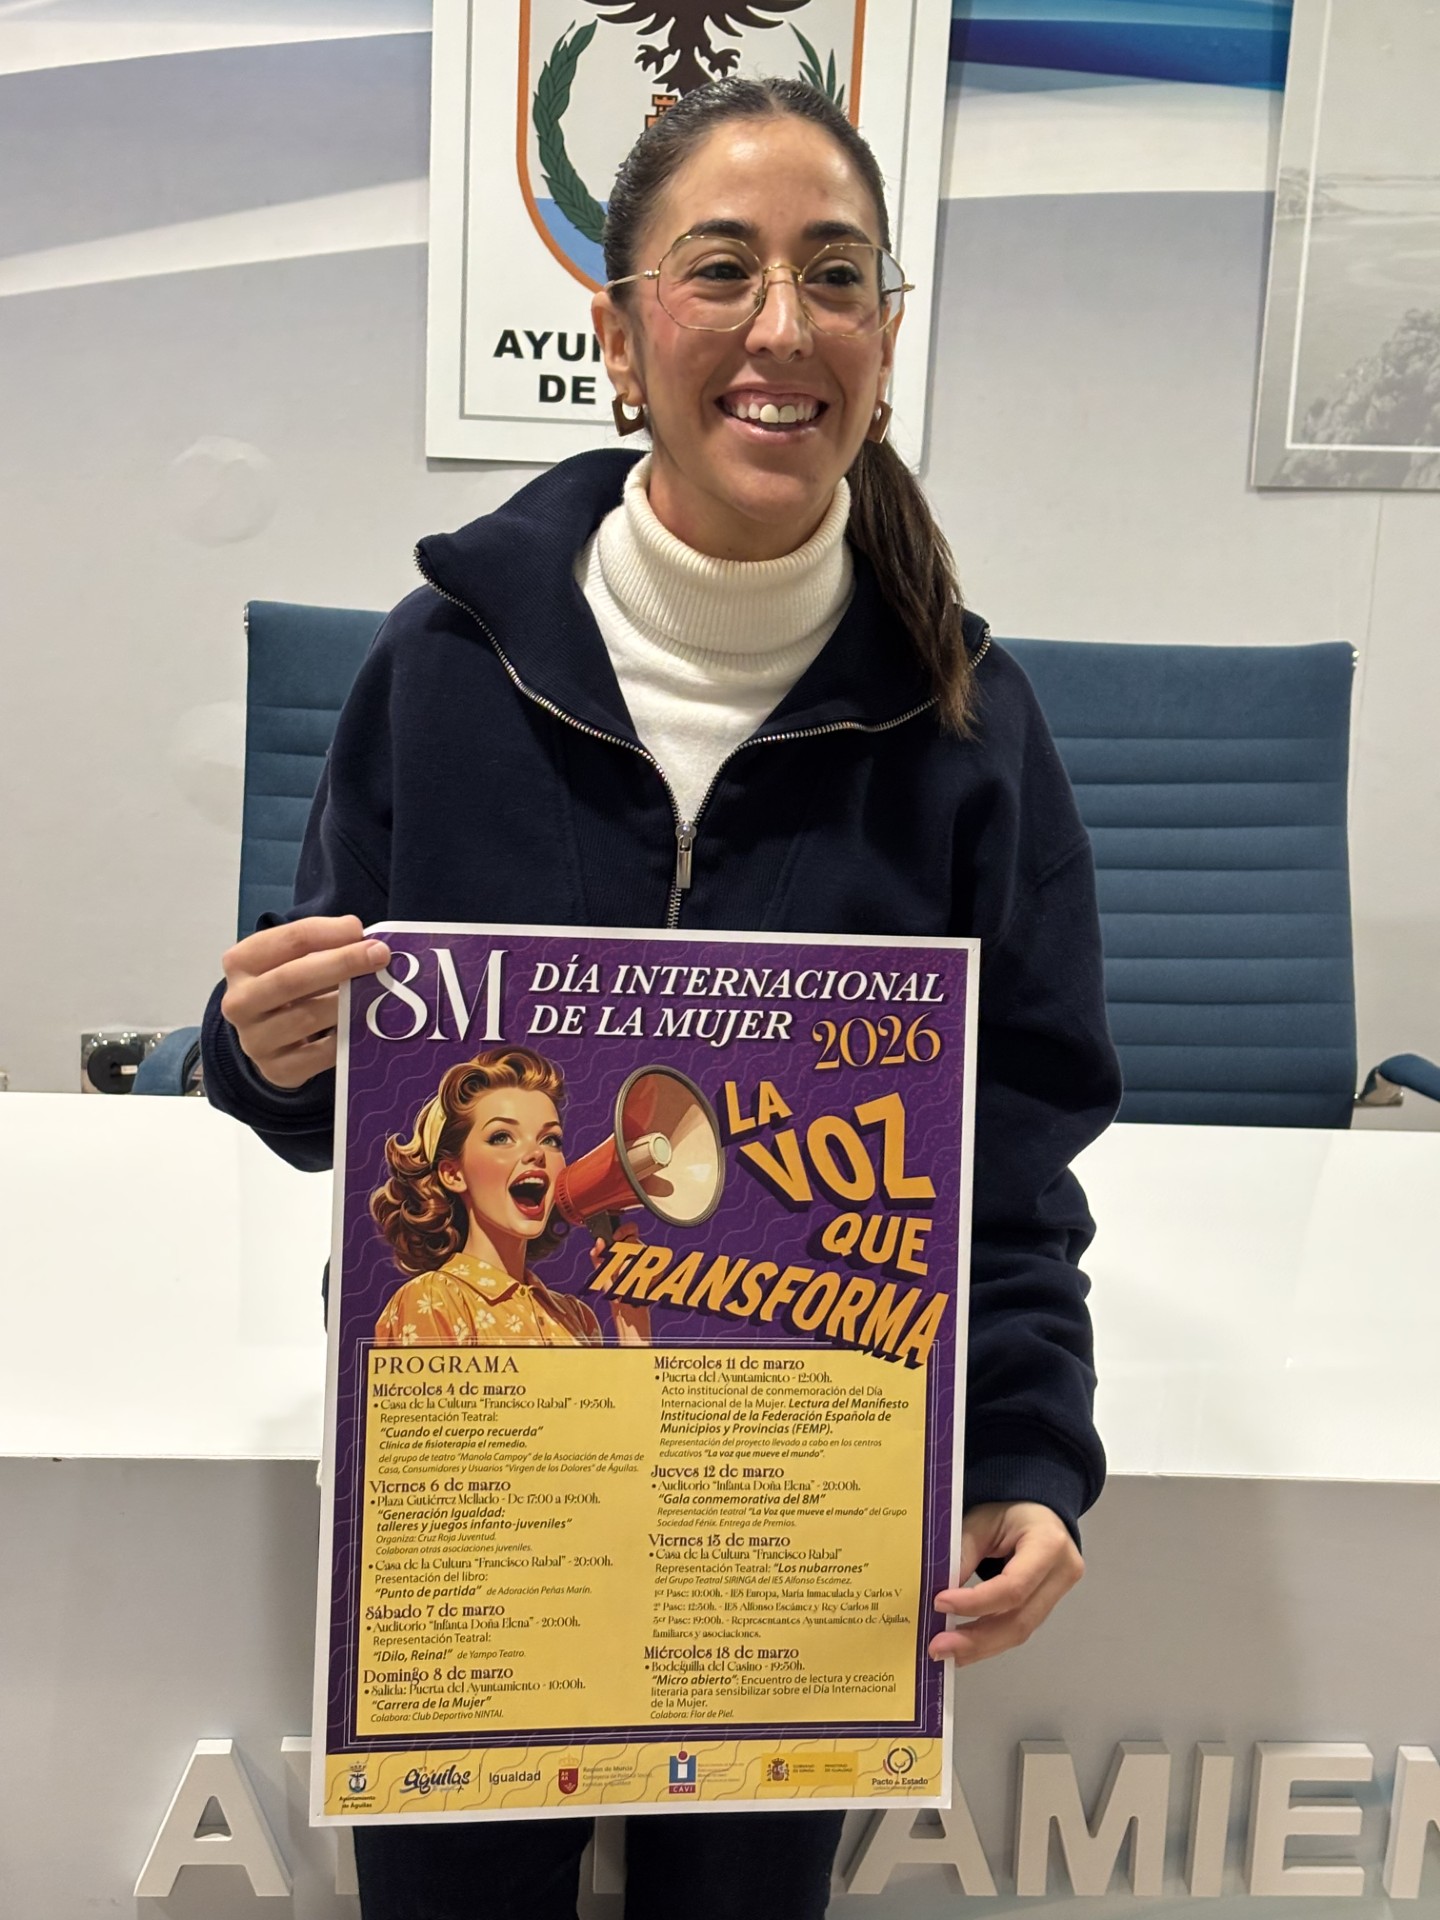 AYUN
DE
8M
DÍA INTERNACIONAL
DE LA MUJER 2026
LA
VOZ
QUE
TRANSFORMA
PROGRAMA
Miércoles 4 de marzo
• Casa de la Cultura "Francisco Rabal" - 19:30h.
Representación Teatral:
"Cuando el cuerpo recuerda"
Clínica de fisioterapia el remedio.
del grupo de teatro "Manolo Campoy" de la Asociación de Amas de
Casa, Consumidores y Usuarios "Virgen de los Dolores" de Águilas.
Viernes 6 de marzo
• Plaza Gutiérrez Mellado - De 17:00 a 19:00h.
"Generación Igualdad:
talleres y juegos infanto-juveniles"
Organiza: Cruz Roja Juventud.
Colaboran otras asociaciones juveniles.
• Casa de la Cultura "Francisco Rabal" - 20:00h.
Presentación del libro:
"Punto de partida" de Adoración Peñas Marín.
Sábado 7 de marzo
• Auditorio "Infanta Doña Elena" - 20:00h.
Representación Teatral:
"¡Dilo, Reina!" de Yampo Teatro.
Domingo 8 de marzo
• Salida: Puerta del Ayuntamiento - 10:00h.
"Carrera de la Mujer"
Colabora: Club Deportivo NINTAI.
Miércoles 11 de marzo
• Puerta del Ayuntamiento - 12:00h.
Acto institucional de conmemoración del Día
Internacional de la Mujer. Lectura del Manifiesto
Institucional de la Federación Española de
Municipios y Provincias (FEMP).
Representación del proyecto llevado a cabo en los centros
educativos "La voz que mueve el mundo".
Jueves 12 de marzo
• Auditorio "Infanta Doña Elena" - 20:00h.
"Gala conmemorativa del 8M"
Representación teatral "La Voz que mueve el mundo" del Grupo
Sociedad Fénix. Entrega de Premios.
Viernes 13 de marzo
• Casa de la Cultura "Francisco Rabal"
Representación Teatral: "Los nubarrones"
del Grupo Teatral SIRINGA del IES Alfonso Escámez.
1er Pase: 10:00h. - IES Europa, María Inmaculada y Carlos V
2º Pase: 12:30h. - IES Alfonso Escámez y Rey Carlos III
3er Pase: 19:00h. - Representantes Ayuntamiento de Águilas,
familiares y asociaciones.
Miércoles 18 de marzo
• Bodeguilla del Casino - 19:30h.
"Micro abierto": Encuentro de lectura y creación
literaria para sensibilizar sobre el Día Internacional
de la Mujer.
Colabora: Flor de Piel.
Ayuntamiento
de Águilas
águilas
Igualdad
Región de Murcia
CAVI
Pacto de Estado
A
AMIEN